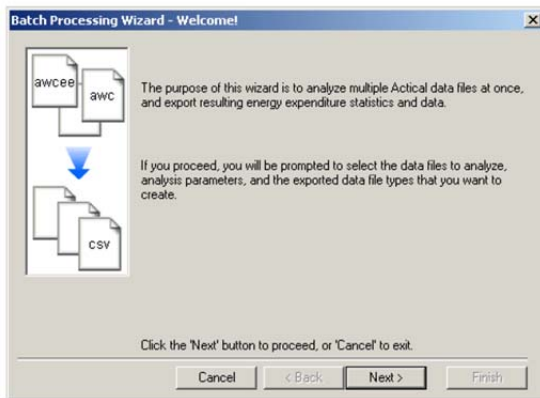 Batch Processing Wizard - Welcome!
awcee
awc
csv
The purpose of this wizard is to analyze multiple Actical data files at once,
and export resulting energy expenditure statistics and data.
If you proceed, you will be prompted to select the data files to analyze,
analysis parameters, and the exported data file types that you want to
create.
Click the 'Next' button to proceed, or 'Cancel' to exit.
Cancel
< Back
Next >
Finish